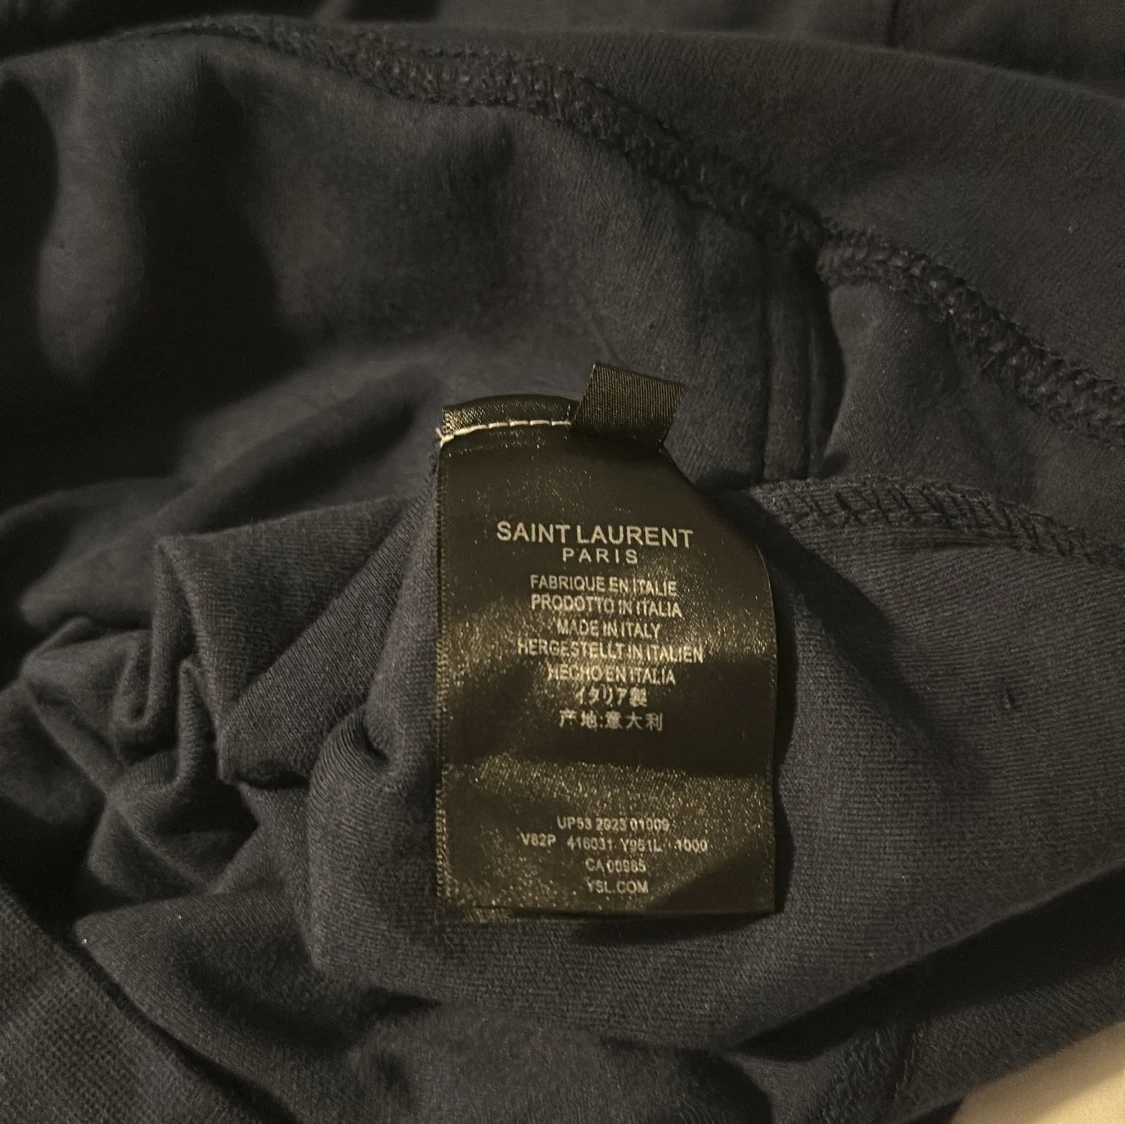 SAINT LAURENT
PARIS
FABRIQUE EN ITALIE
PRODOTTO IN ITALIA
MADE IN ITALY
HERGESTELLT IN ITALIEN
HECHO EN ITALIA
イタリア製
产地:意大利
UP53 2923 01009
V82P 416031 Y951L 1000
CA 00985
YSL.COM